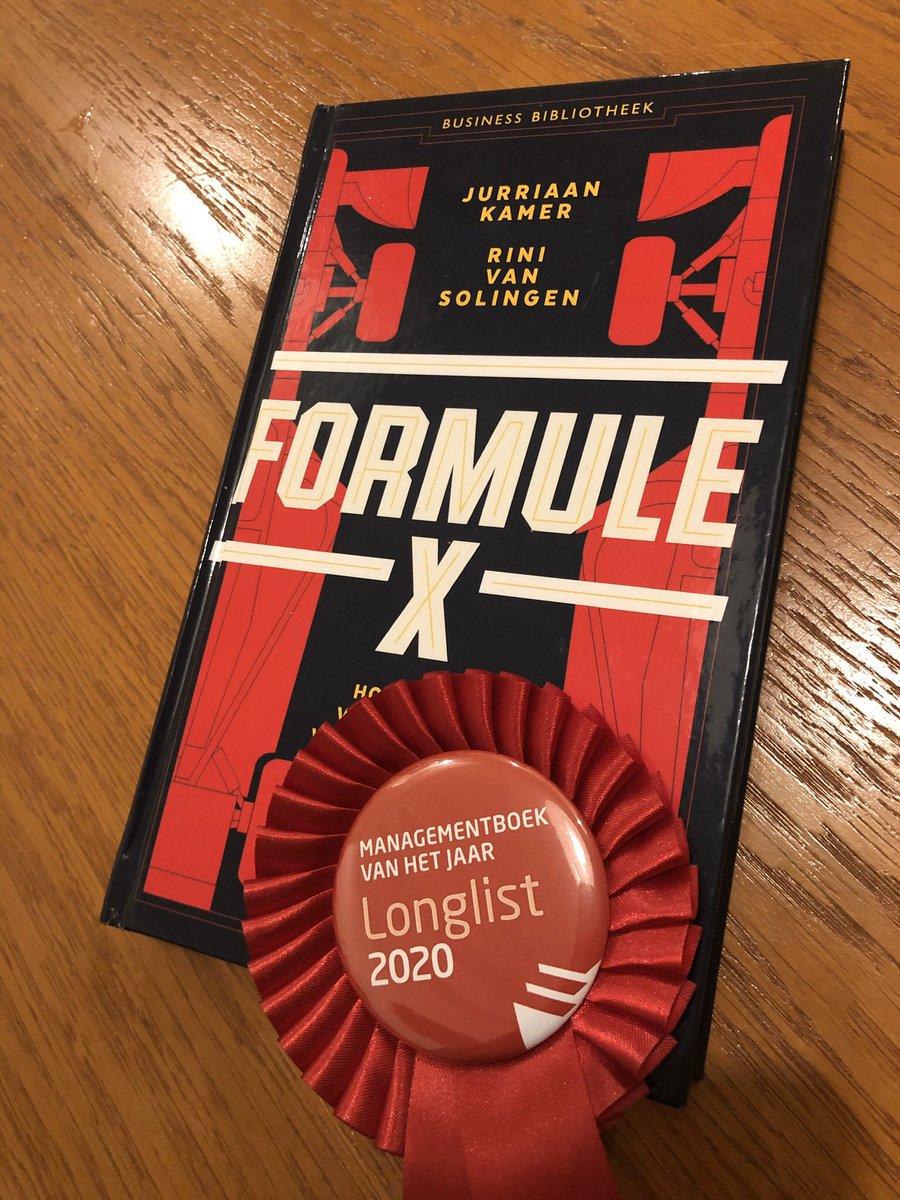 BUSINESS BIBLIOTHEEK
JURRIAAN
KAMER
RINI
VAN
SOLINGEN
FORMULE
X
MANAGEMENTBOEK
VAN HET JAAR
Longlist
2020